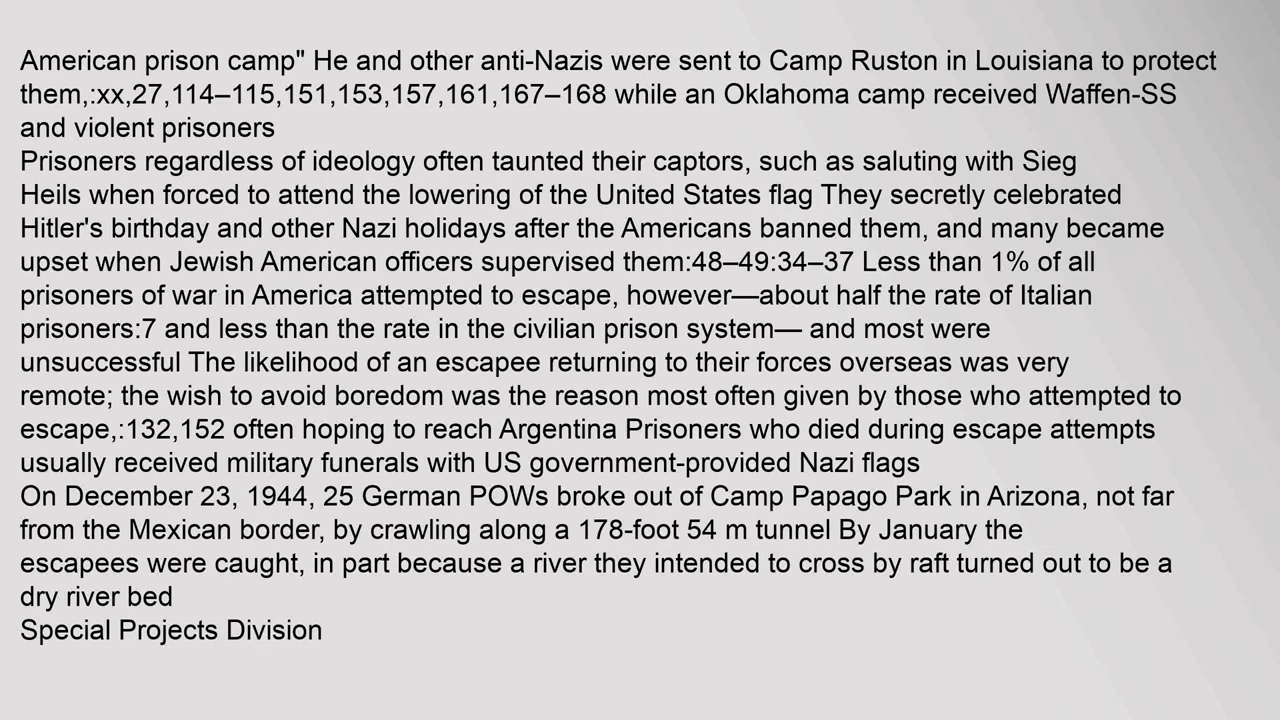 American prison camp" He and other anti-Nazis were sent to Camp Ruston in Louisiana to protect
them,:xx,27,114–115,151,153,157,161,167–168 while an Oklahoma camp received Waffen-SS
and violent prisoners
Prisoners regardless of ideology often taunted their captors, such as saluting with Sieg
Heils when forced to attend the lowering of the United States flag They secretly celebrated
Hitler's birthday and other Nazi holidays after the Americans banned them, and many became
upset when Jewish American officers supervised them:48–49:34–37 Less than 1% of all
prisoners of war in America attempted to escape, however—about half the rate of Italian
prisoners:7 and less than the rate in the civilian prison system— and most were
unsuccessful The likelihood of an escapee returning to their forces overseas was very
remote; the wish to avoid boredom was the reason most often given by those who attempted to
escape,:132,152 often hoping to reach Argentina Prisoners who died during escape attempts
usually received military funerals with US government-provided Nazi flags
On December 23, 1944, 25 German POWs broke out of Camp Papago Park in Arizona, not far
from the Mexican border, by crawling along a 178-foot 54 m tunnel By January the
escapees were caught, in part because a river they intended to cross by raft turned out to be a
dry river bed
Special Projects Division